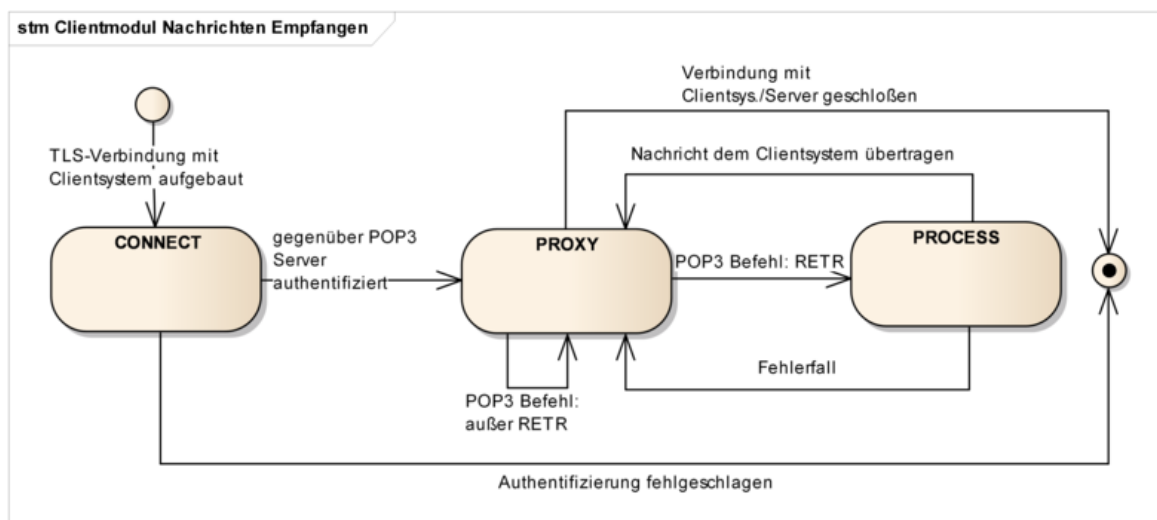 stm Clientmodul Nachrichten Empfangen
Verbindung mit
Clientsys./Server geschloßen
TLS-Verbindung mit
Clientsystem aufgebaut
Nachricht dem Clientsystem übertragen
CONNECT
gegenüber POP3
Server
authentifiziert
PROXY
POP3 Befehl: RETR
PROCESS
POP3 Befehl:
außer RETR
Fehlerfall
Authentifizierung fehlgeschlagen